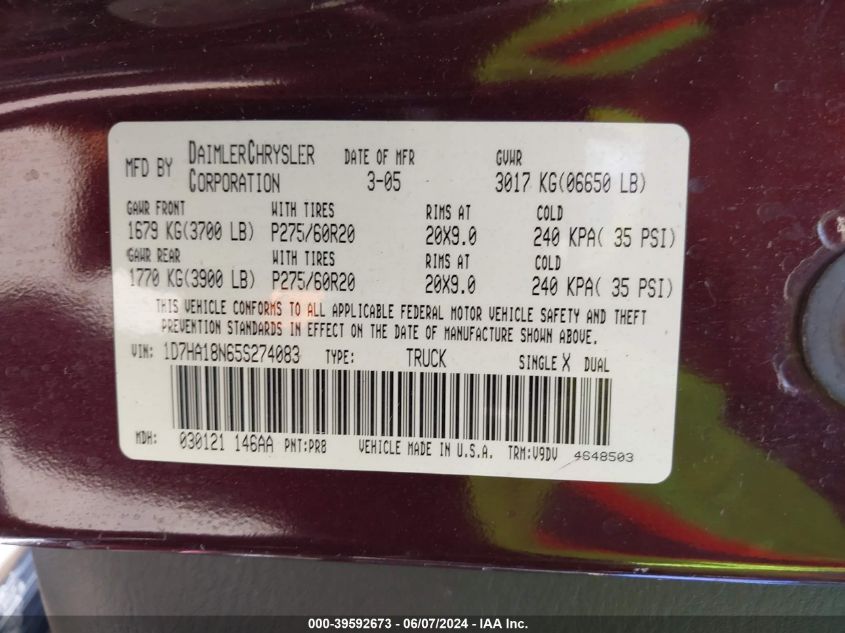 MFD BY DAIMLERCHRYSLER CORPORATION DATE OF MFR 3-05 GVWR 3017 KG(06650 LB)
GAWR FRONT WITH TIRES RIMS AT COLD
1679 KG(3700 LB) P275/60R20 20X9.0 240 KPA( 35 PSI)
GAWR REAR WITH TIRES RIMS AT COLD
1770 KG(3900 LB) P275/60R20 20X9.0 240 KPA( 35 PSI)
THIS VEHICLE CONFORMS TO ALL APPLICABLE FEDERAL MOTOR VEHICLE SAFETY AND THEFT
PREVENTION STANDARDS IN EFFECT ON THE DATE OF MANUFACTURE SHOWN ABOVE.
VIN: 1D7HA18N65S274083 TYPE: TRUCK SINGLE X DUAL
MDH: 030121 146AA PNT:PR8 VEHICLE MADE IN U.S.A. TRM:V9DV 4648503
000-39592673 - 06/07/2024 - IAA Inc.